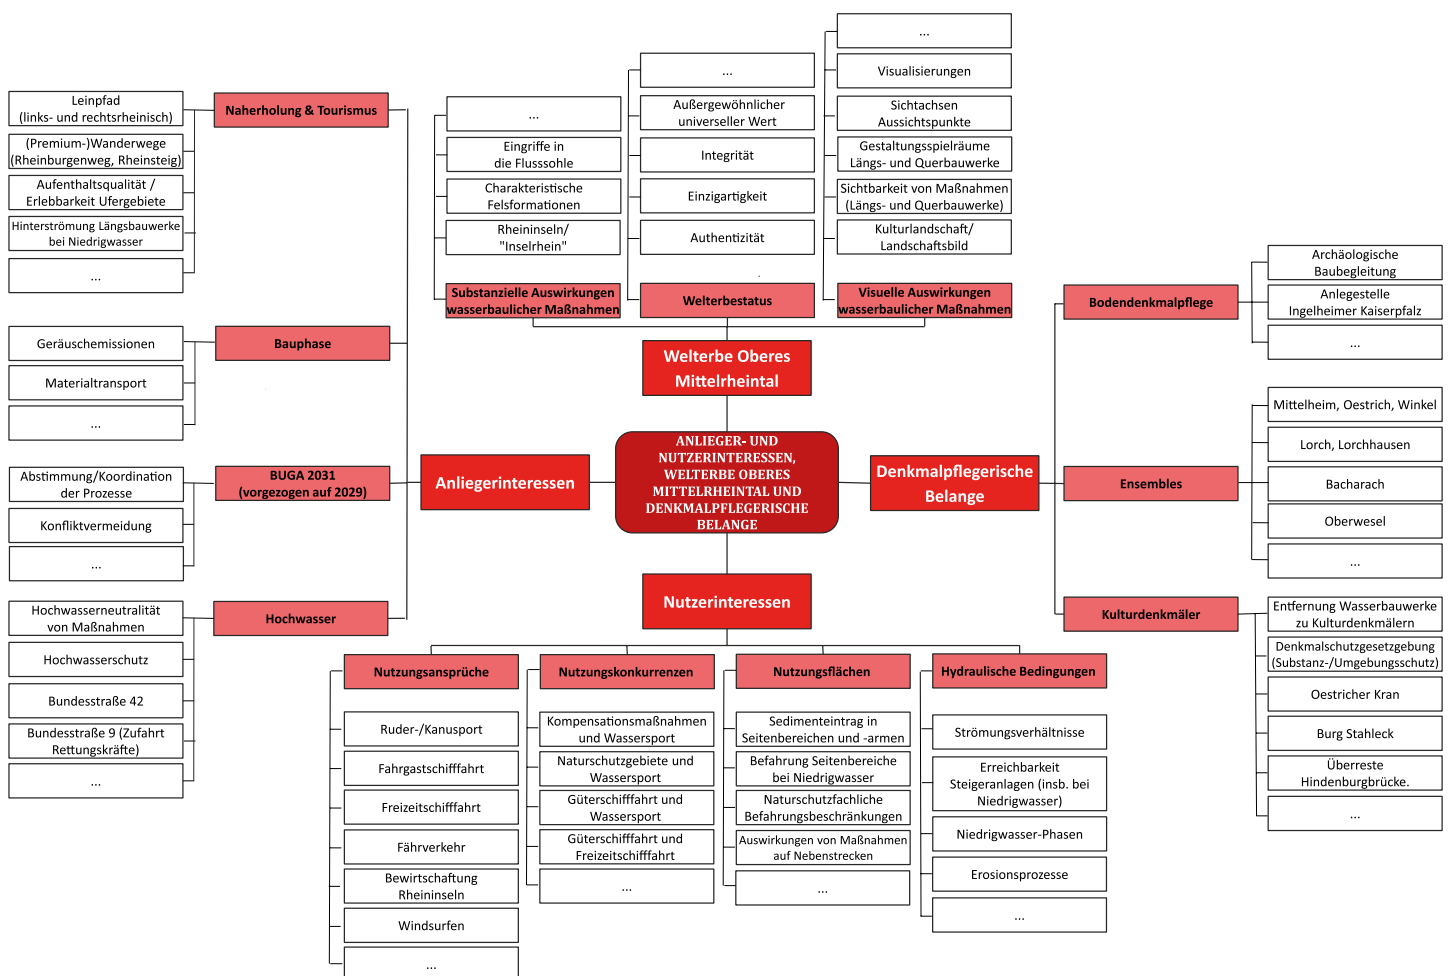 ...
Visualisierungen
Sichtachsen
Aussichtspunkte
Gestaltungsspielräume
Längs- und Querbauwerke
Sichtbarkeit von Maßnahmen
(Längs- und Querbauwerke)
Kulturlandschaft/
Landschaftsbild
Visuelle Auswirkungen
wasserbaulicher Maßnahmen
...
Außergewöhnlicher
universeller Wert
Integrität
Einzigartigkeit
Authentizität
Welterbestatus
...
Eingriffe in
die Flusssohle
Charakteristische
Felsformationen
Rheininseln/
"Inselrhein"
Substanzielle Auswirkungen
wasserbaulicher Maßnahmen
Welterbe Oberes
Mittelrheintal
Naherholung & Tourismus
Leinpfad
(links- und rechtsrheinisch)
(Premium-)Wanderwege
(Rheinburgenweg, Rheinsteig)
Aufenthaltsqualität /
Erlebbarkeit Ufergebiete
Hinterströmung Längsbauwerke
bei Niedrigwasser
...
Bauphase
Geräuschemissionen
Materialtransport
...
BUGA 2031
(vorgezogen auf 2029)
Abstimmung/Koordination
der Prozesse
Konfliktvermeidung
...
Hochwasser
Hochwasserneutralität
von Maßnahmen
Hochwasserschutz
Bundesstraße 42
Bundesstraße 9 (Zufahrt
Rettungskräfte)
...
Anliegerinteressen
ANLIEGER- UND
NUTZERINTERESSEN,
WELTERBE OBERES
MITTELRHEINTAL UND
DENKMALPFLEGERISCHE
BELANGE
Denkmalpflegerische
Belange
Bodendenkmalpflege
Archäologische
Baubegleitung
Anlegestelle
Ingelheimer Kaiserpfalz
...
Ensembles
Mittelheim, Oestrich, Winkel
Lorch, Lorchhausen
Bacharach
Oberwesel
...
Kulturdenkmäler
Entfernung Wasserbauwerke
zu Kulturdenkmälern
Denkmalschutzgesetzgebung
(Substanz-/Umgebungsschutz)
Oestricher Kran
Burg Stahleck
Überreste
Hindenburgbrücke.
...
Nutzerinteressen
Nutzungsansprüche
Ruder-/Kanusport
Fahrgastschifffahrt
Freizeitschifffahrt
Fährverkehr
Bewirtschaftung
Rheininseln
Windsurfen
...
Nutzungskonkurrenzen
Kompensationsmaßnahmen
und Wassersport
Naturschutzgebiete und
Wassersport
Güterschifffahrt und
Wassersport
Güterschifffahrt und
Freizeitschifffahrt
...
Nutzungsflächen
Sedimenteintrag in
Seitenbereichen und -armen
Befahrung Seitenbereiche
bei Niedrigwasser
Naturschutzfachliche
Befahrungsbeschränkungen
Auswirkungen von Maßnahmen
auf Nebenstrecken
...
Hydraulische Bedingungen
Strömungsverhältnisse
Erreichbarkeit
Steigeranlagen (insb. bei
Niedrigwasser)
Niedrigwasser-Phasen
Erosionsprozesse
...